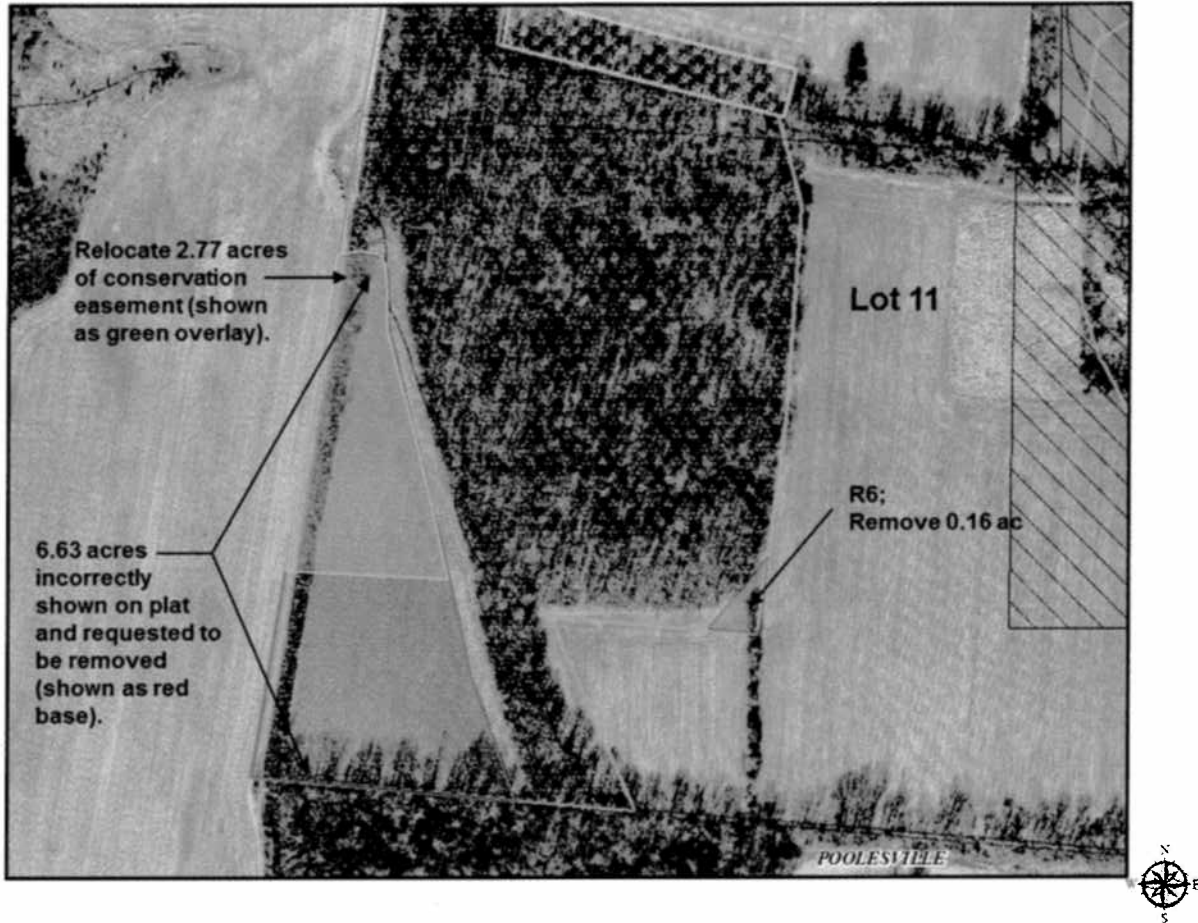 Relocate 2.77 acres
of conservation
easement (shown
as green overlay).
Lot 11
R6;
Remove 0.16 ac
6.63 acres
incorrectly
shown on plat
and requested to
be removed
(shown as red
base).
POOLESVILLE
N
W E
S